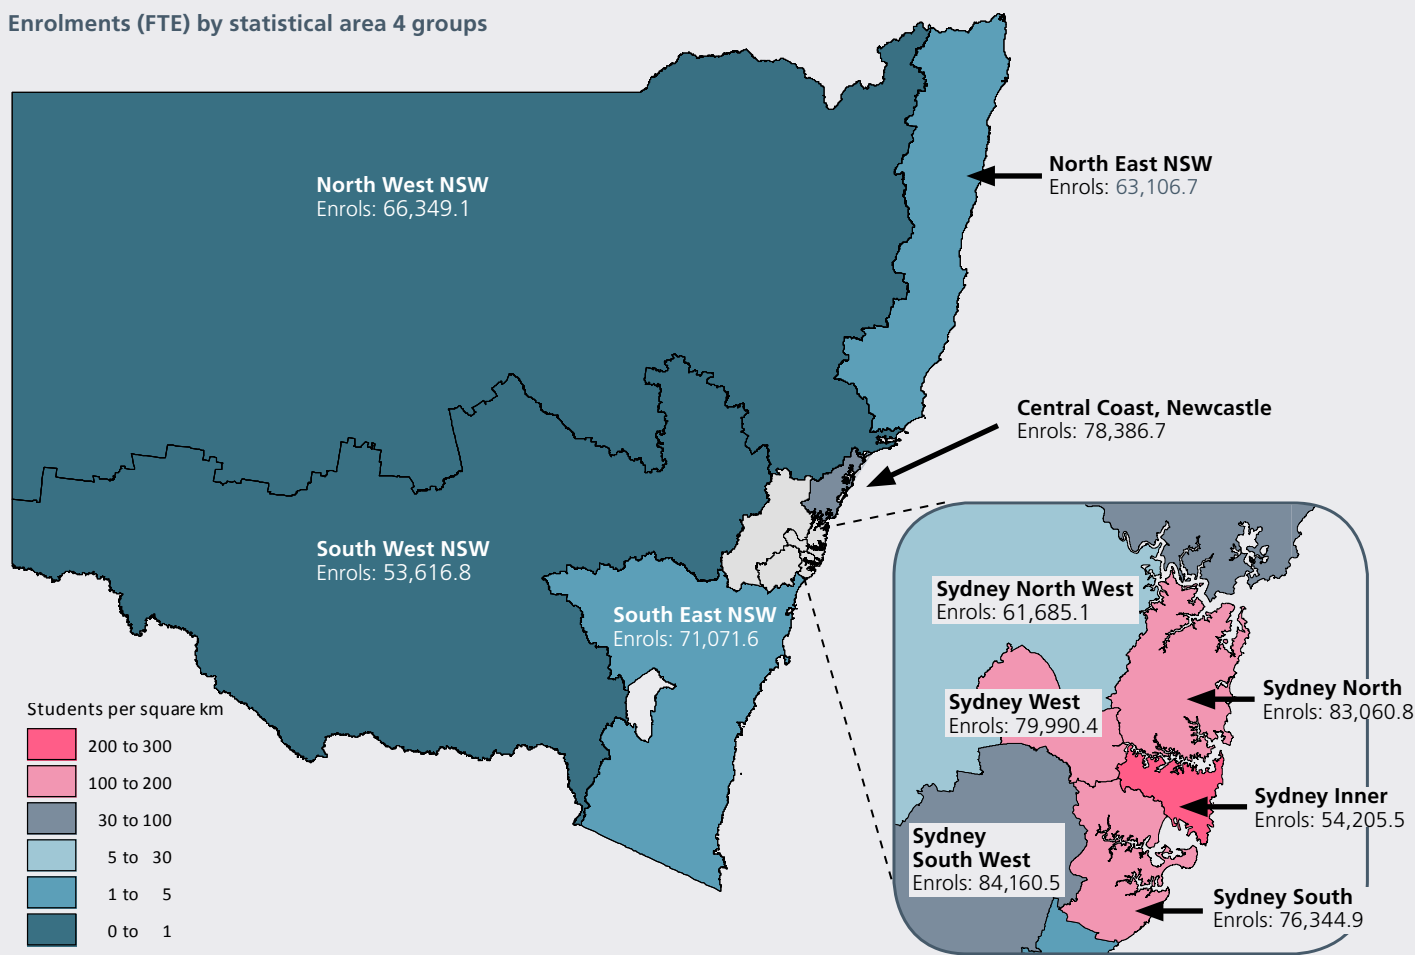 Enrolments (FTE) by statistical area 4 groups
North West NSW
Enrols: 66,349.1
North East NSW
Enrols: 63,106.7
Central Coast, Newcastle
Enrols: 78,386.7
South West NSW
Enrols: 53,616.8
South East NSW
Enrols: 71,071.6
Sydney North West
Enrols: 61,685.1
Sydney West
Enrols: 79,990.4
Sydney North
Enrols: 83,060.8
Sydney Inner
Enrols: 54,205.5
Sydney
South West
Enrols: 84,160.5
Sydney South
Enrols: 76,344.9
Students per square km
200 to 300
100 to 200
30 to 100
5 to 30
1 to 5
0 to 1